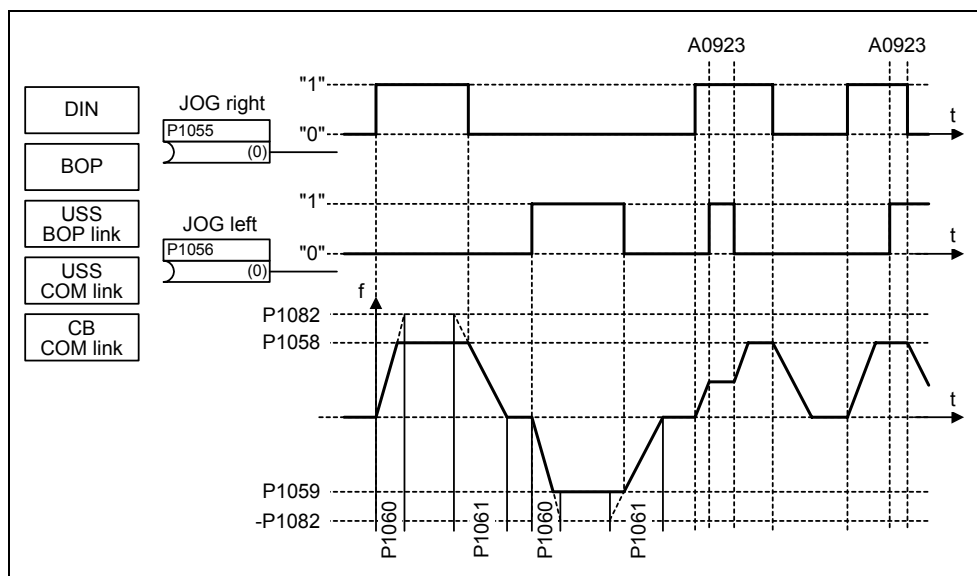 A0923
A0923
"1"
"0"
t
DIN
BOP
USS
BOP link
USS
COM link
CB
COM link
JOG right
P1055
(0)
"1"
"0"
t
JOG left
P1056
(0)
f
P1082
P1058
t
P1059
-P1082
P1060
P1061
P1060
P1061